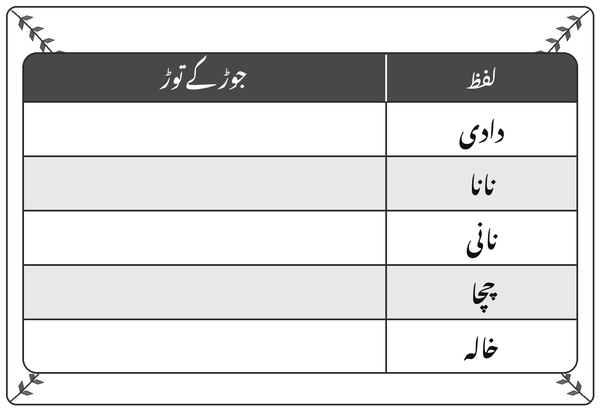 لفظ جوڑ کے توڑ
دادی
نانا
نانی
چچا
خالہ